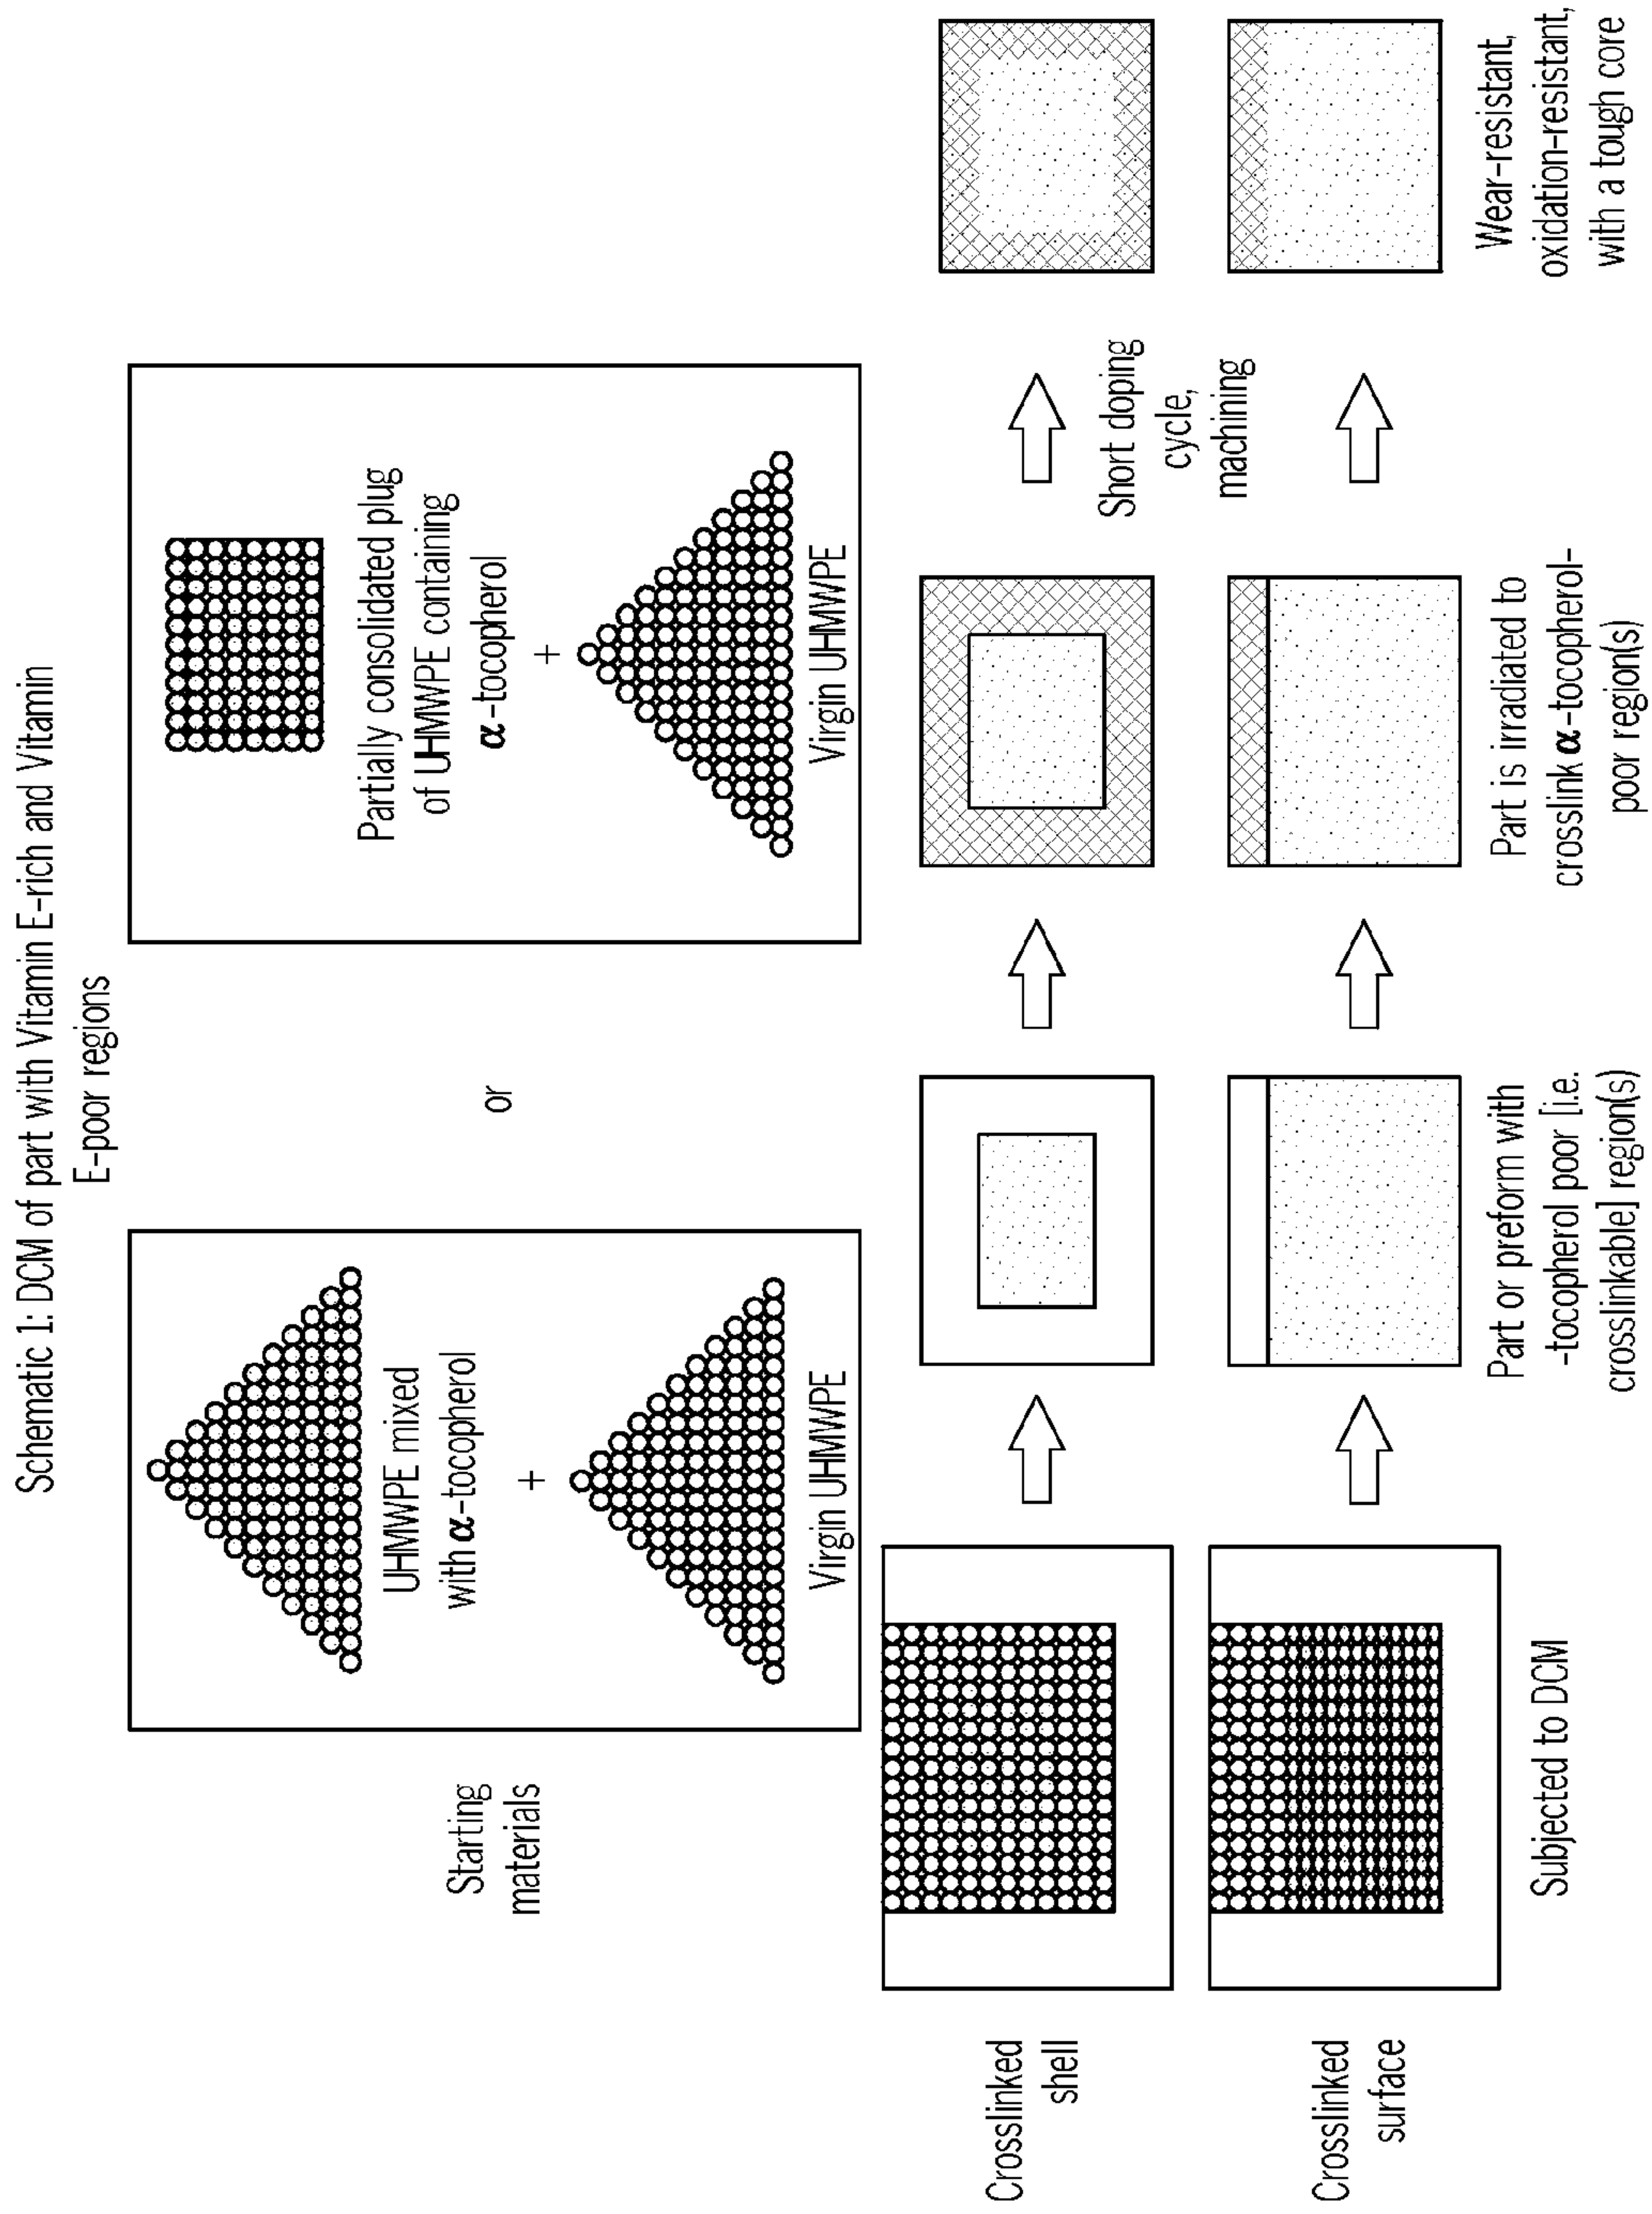 Schematic 1: DCM of part with Vitamin E-rich and Vitamin
E-poor regions
Starting
materials
UHMWPE mixed
with α-tocopherol
+
Virgin UHMWPE
or
Partially consolidated plug
of UHMWPE containing
α-tocopherol
+
Virgin UHMWPE
Crosslinked
shell
Crosslinked
surface
Short doping
cycle,
machining
Subjected to DCM
Part or preform with
-tocopherol poor [i.e.
crosslinkable] region(s)
Part is irradiated to
crosslink α-tocopherol-
poor region(s)
Wear-resistant,
oxidation-resistant,
with a tough core